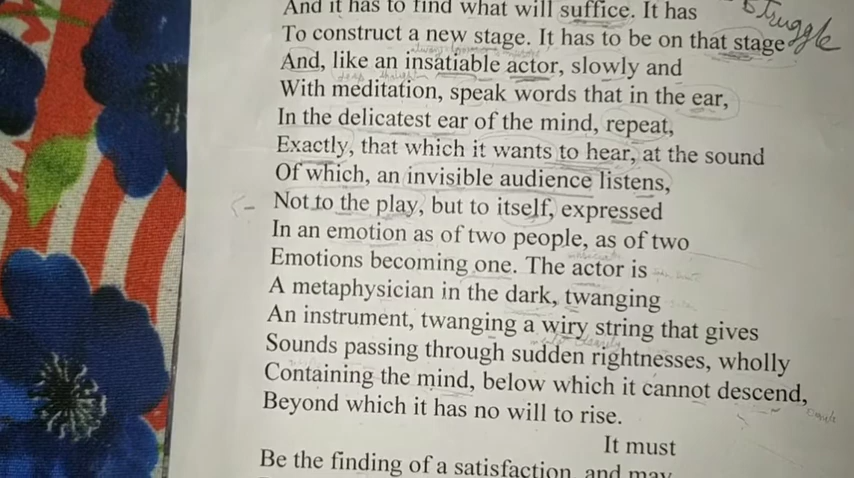 And it has to find what will suffice. It has
struggle
To construct a new stage. It has to be on that stage
And, like an insatiable actor, slowly and
With meditation, speak words that in the ear,
In the delicatest ear of the mind, repeat,
Exactly, that which it wants to hear, at the sound
Of which, an invisible audience listens,
Not to the play, but to itself, expressed
In an emotion as of two people, as of two
Emotions becoming one. The actor is
A metaphysician in the dark, twanging
An instrument, twanging a wiry string that gives
Sounds passing through sudden rightnesses, wholly
Containing the mind, below which it cannot descend,
Beyond which it has no will to rise.
It must
Be the finding of a satisfaction, and may